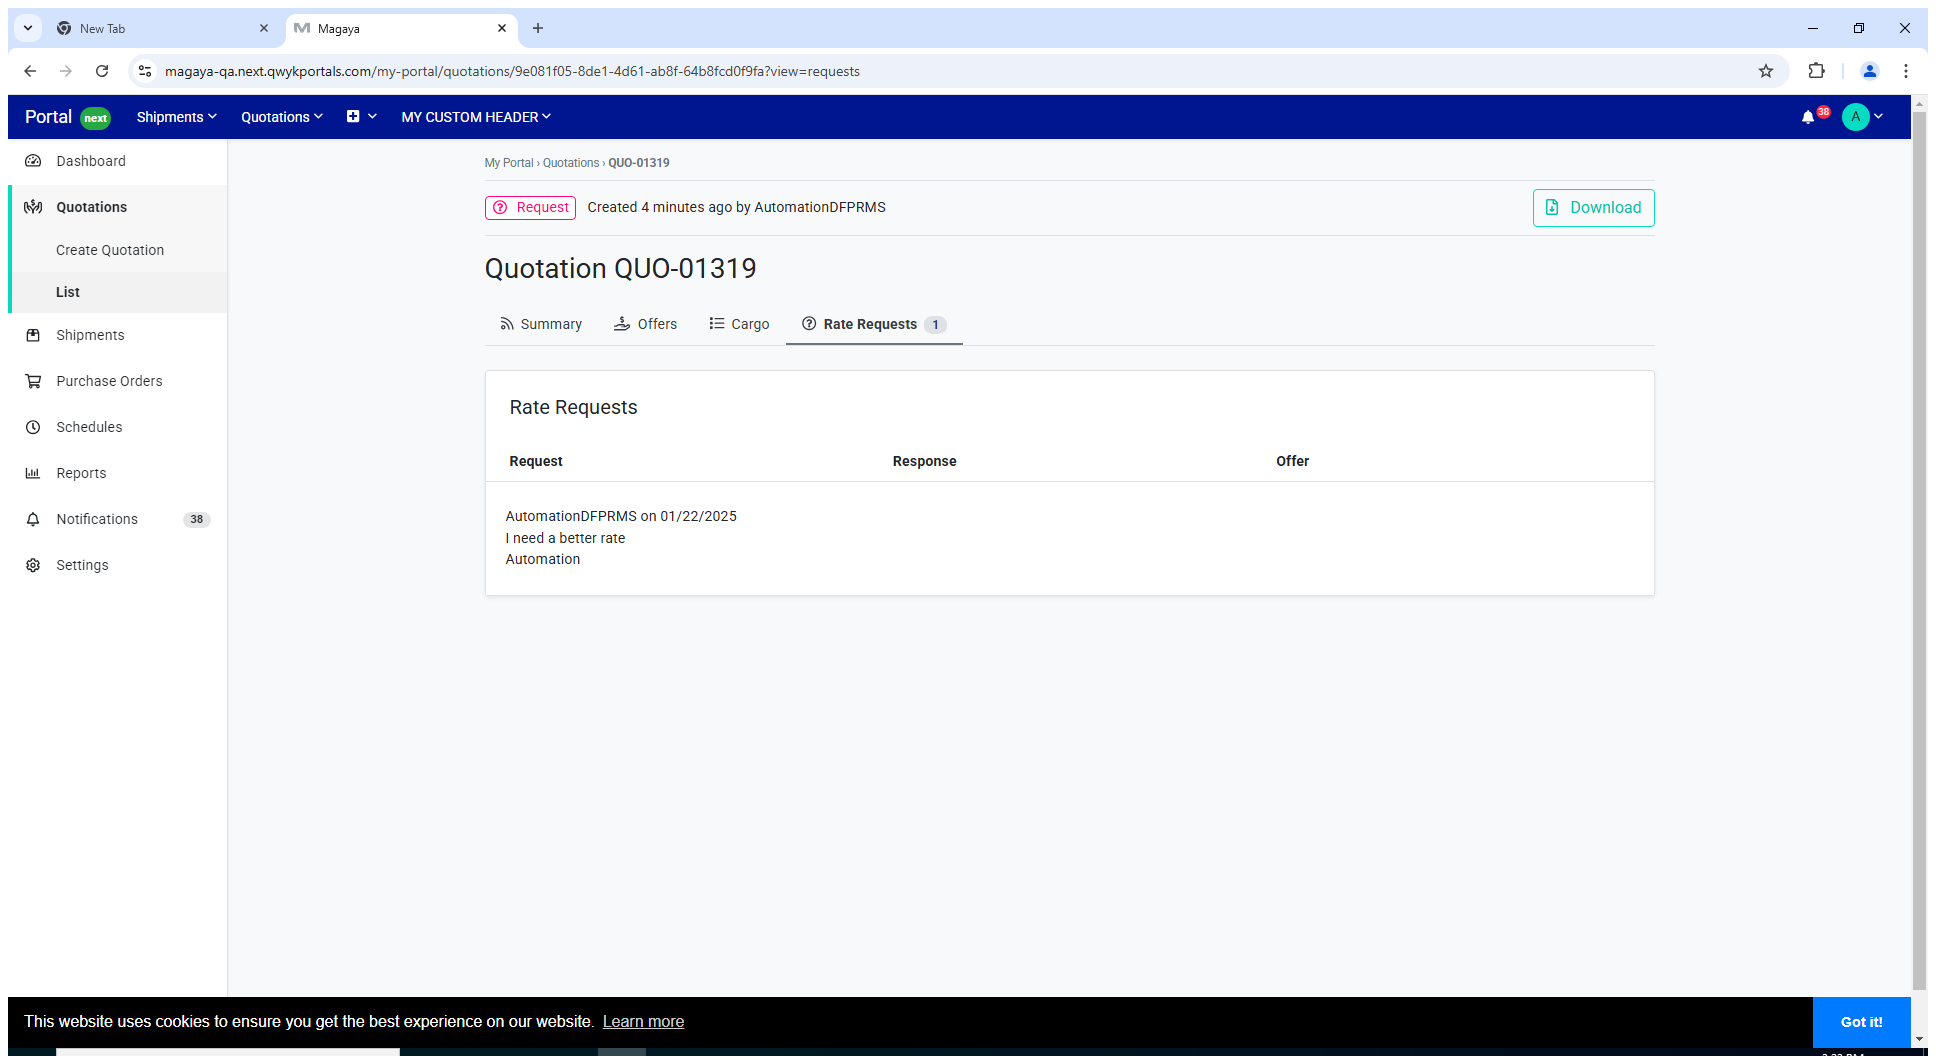 New Tab
Magaya
magaya-qa.next.qwykportals.com/my-portal/quotations/9e081f05-8de1-4d61-ab8f-64b8fcd0f9fa?view=requests
Portal next Shipments Quotations MY CUSTOM HEADER 38 A
Dashboard
Quotations
Create Quotation
List
Shipments
Purchase Orders
Schedules
Reports
Notifications 38
Settings
My Portal › Quotations › QUO-01319
Request Created 4 minutes ago by AutomationDFPRMS Download
Quotation QUO-01319
Summary Offers Cargo Rate Requests 1
Rate Requests
Request Response Offer
AutomationDFPRMS on 01/22/2025
I need a better rate
Automation
This website uses cookies to ensure you get the best experience on our website. Learn more Got it!